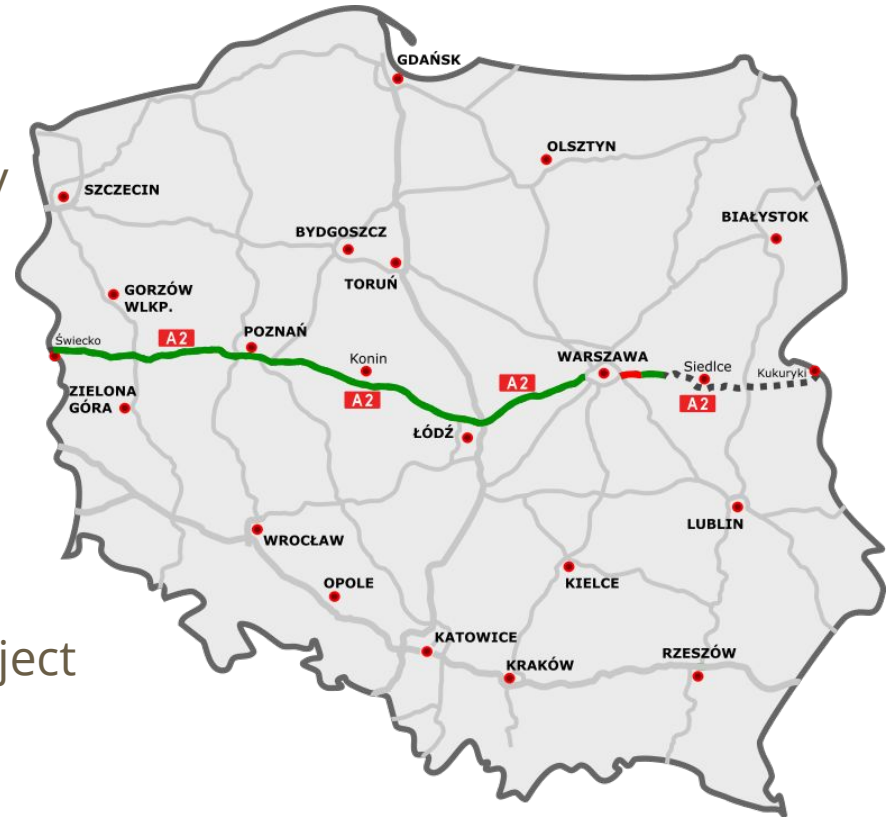 GDAŃSK
OLSZTYN
y
SZCZECIN
BIAŁYSTOK
BYDGOSZCZ
TORUŃ
GORZÓW
WLKP.
A2
POZNAŃ
Świecko
Konin
WARSZAWA
Siedlce
Kukuryki
A2
A2
A2
ZIELONA
GÓRA
ŁÓDŹ
LUBLIN
WROCŁAW
OPOLE
KIELCE
KATOWICE
RZESZÓW
KRAKÓW
ject